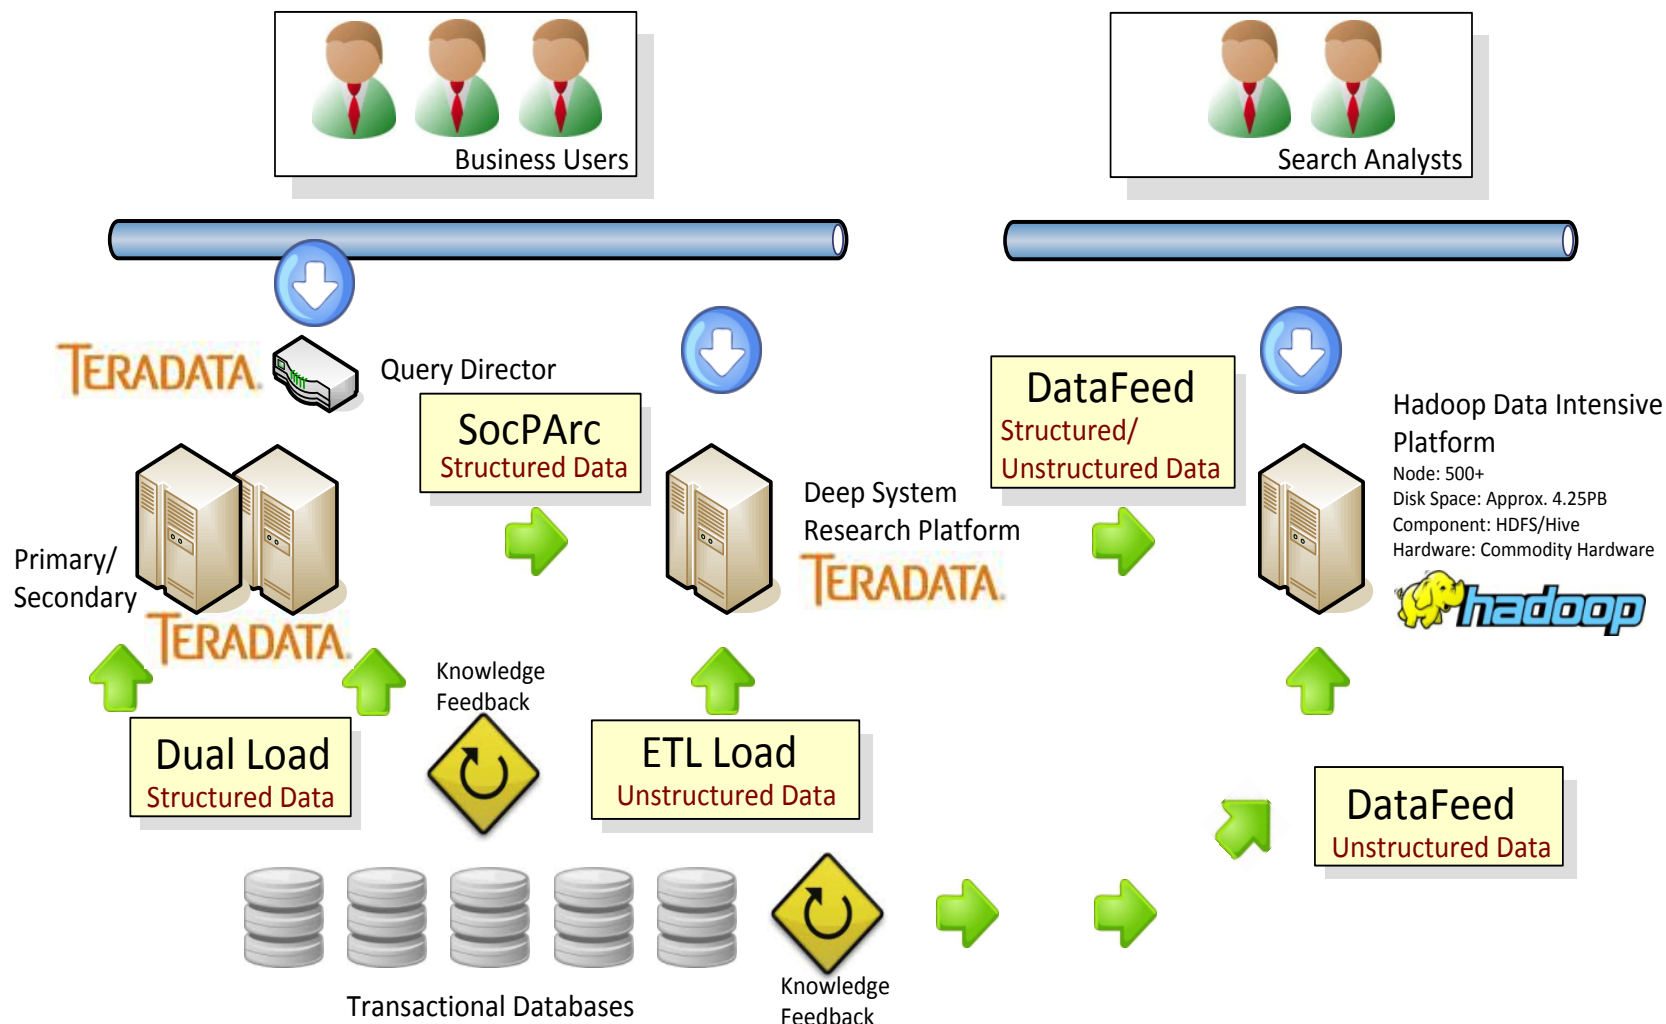 Business Users
Search Analysts
TERADATA.
Query Director
SocPArc
Structured Data
DataFeed
Structured/
Unstructured Data
Hadoop Data Intensive
Platform
Node: 500+
Disk Space: Approx. 4.25PB
Component: HDFS/Hive
Hardware: Commodity Hardware
hadoop
Deep System
Research Platform
TERADATA.
Primary/
Secondary
TERADATA.
Knowledge
Feedback
Dual Load
Structured Data
ETL Load
Unstructured Data
DataFeed
Unstructured Data
Transactional Databases
Knowledge
Feedback